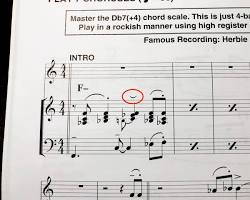 Master the Db7(+4) chord scale. This is just 4-ba
Play in a rockish manner using high register
Famous Recording: Herbie
INTRO
F–